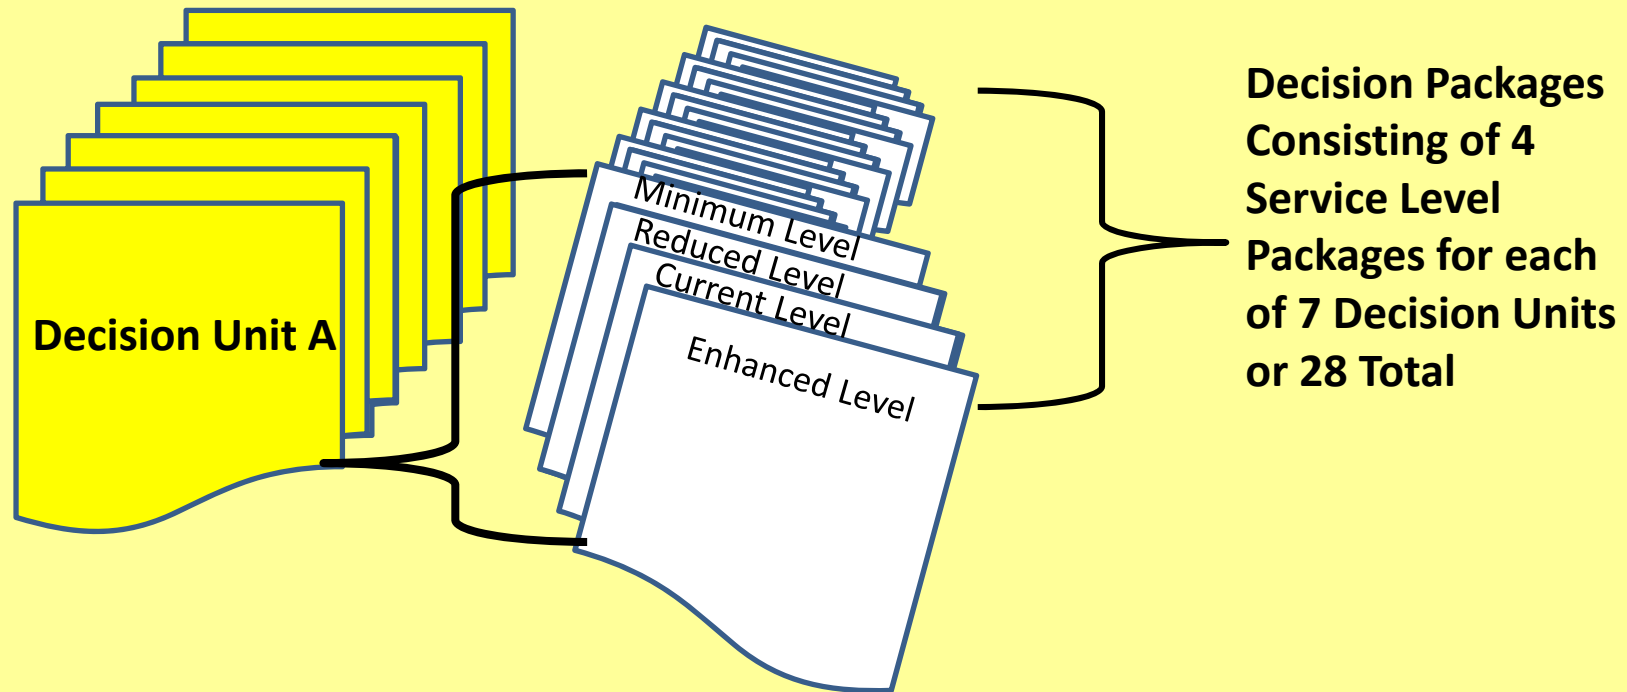 Decision Unit A
Minimum Level
Reduced Level
Current Level
Enhanced Level
Decision Packages
Consisting of 4
Service Level
Packages for each
of 7 Decision Units
or 28 Total